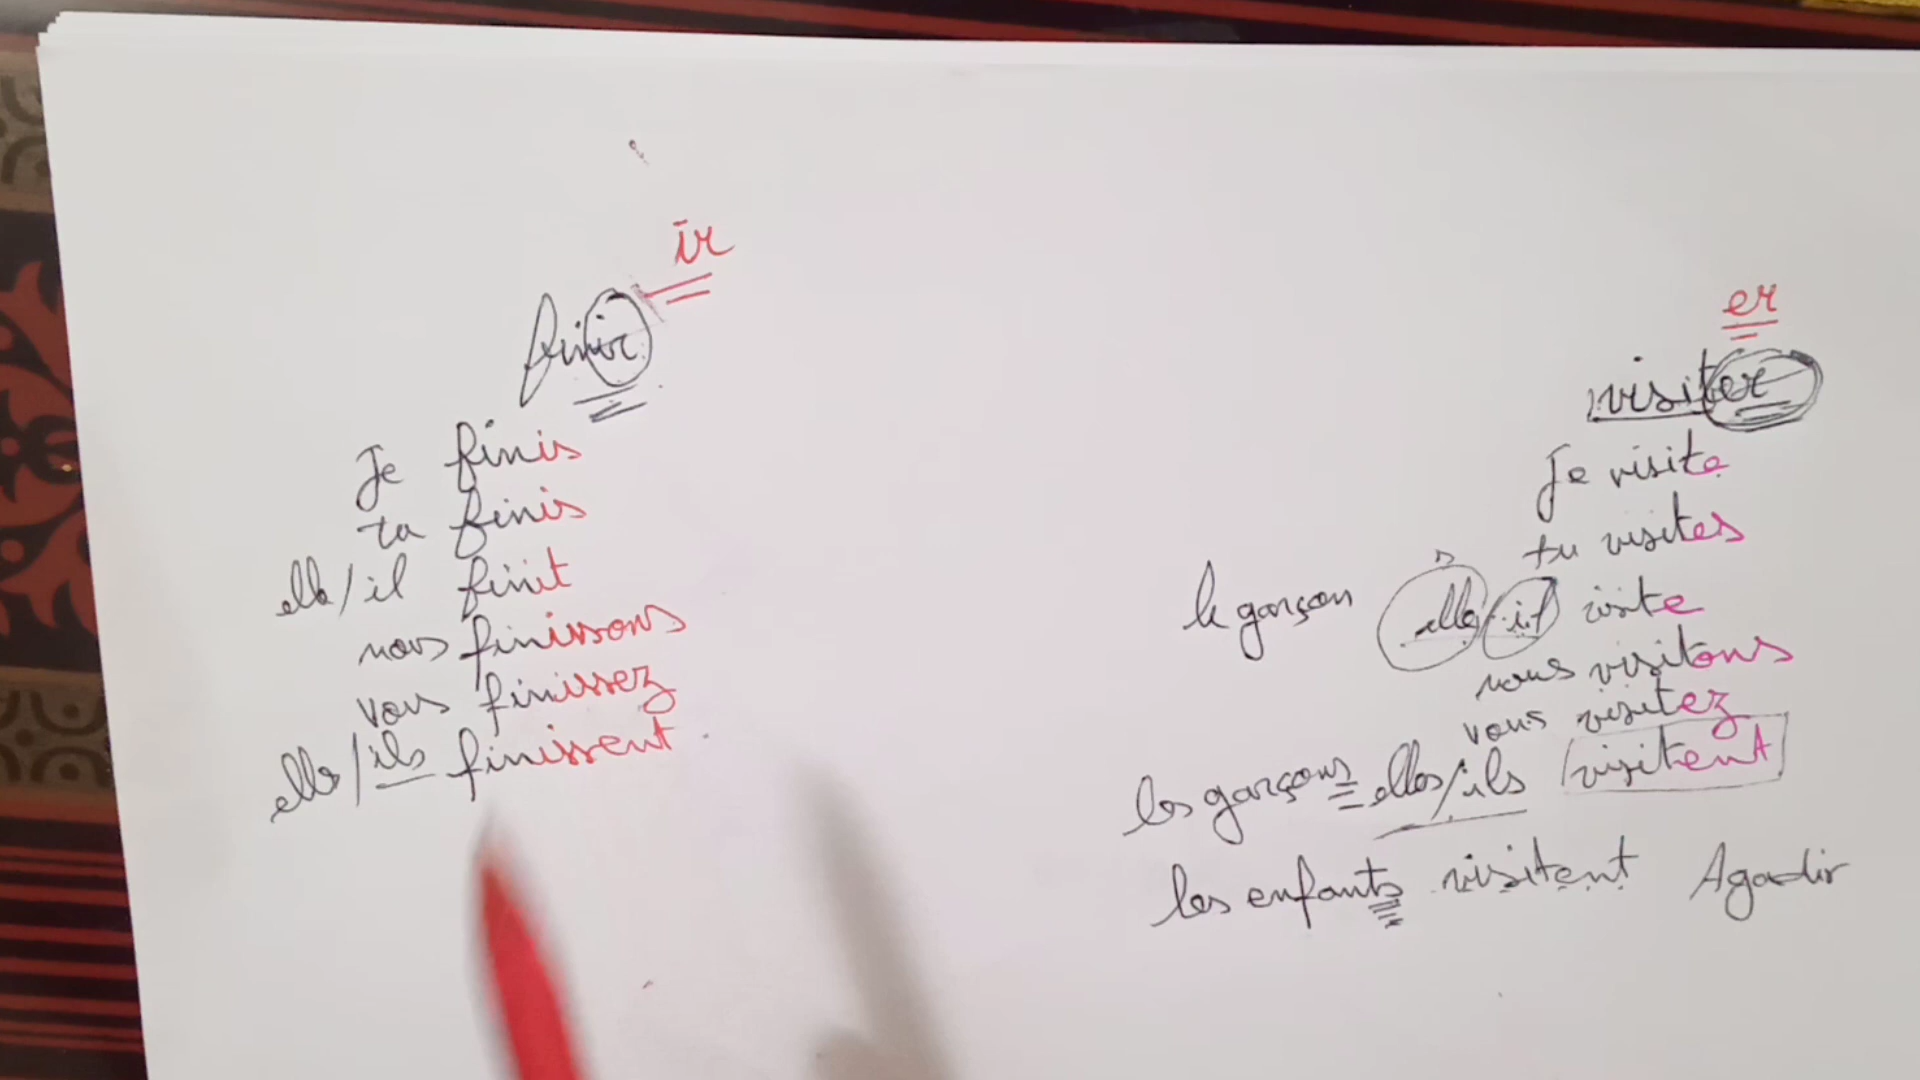 ir
finir
Je finis
tu finis
elle/il finit
nous finissons
vous finissez
elles/ils finissent
er
visiter
Je visite
tu visites
le garçon elle/il visite
nous visitons
vous visitez
les garçons = elles/ils visitent
les enfants visitent Agadir